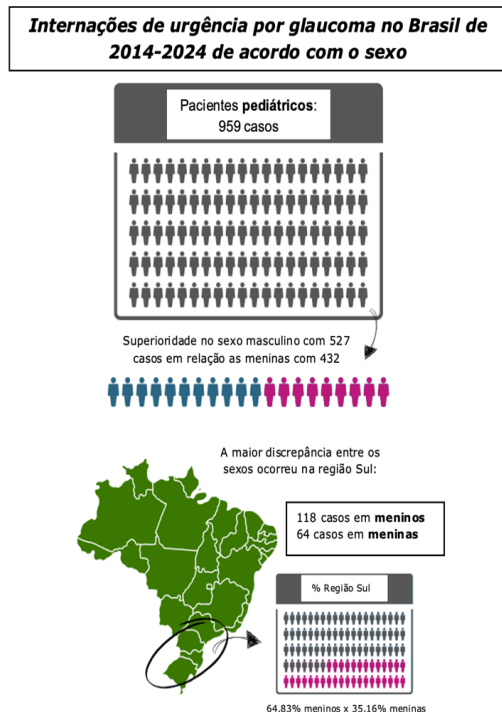 Internações de urgência por glaucoma no Brasil de
2014-2024 de acordo com o sexo
Pacientes pediátricos:
959 casos
Superioridade no sexo masculino com 527
casos em relação as meninas com 432
A maior discrepância entre os
sexos ocorreu na região Sul:
118 casos em meninos
64 casos em meninas
% Região Sul
64,83% meninos x 35,16% meninas